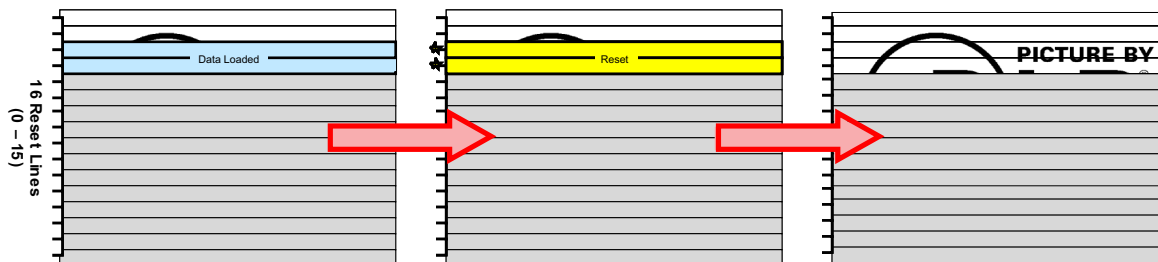 16 Reset Lines
(0 – 15)
Data Loaded
Reset
PICTURE BY
®